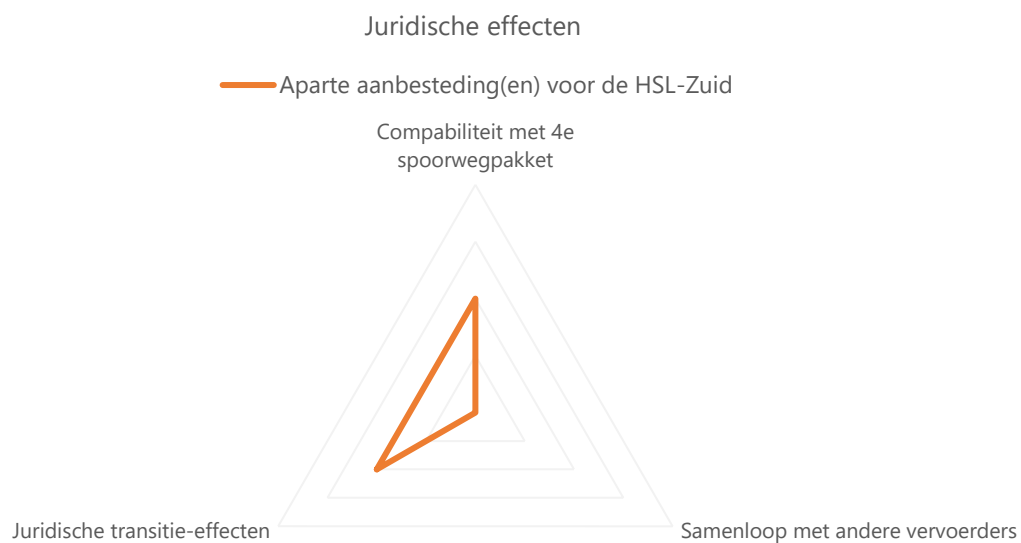 Juridische effecten
Aparte aanbesteding(en) voor de HSL-Zuid
Compabiliteit met 4e
spoorwegpakket
Juridische transitie-effecten
Samenloop met andere vervoerders